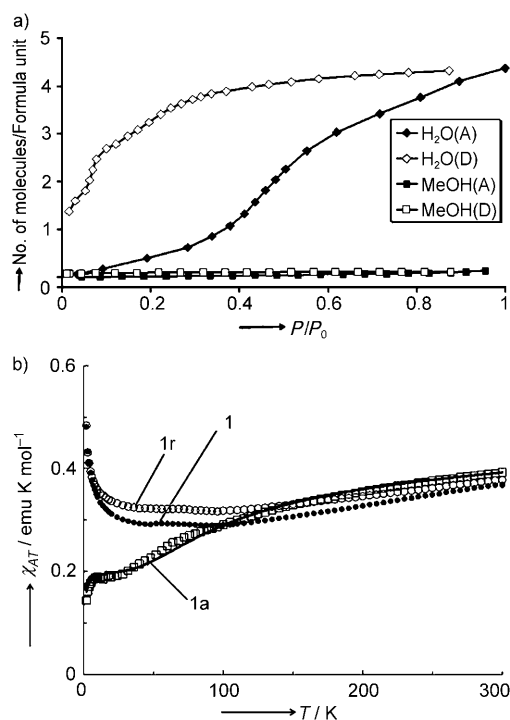 a)
5
4
3
2
1
0
No. of molecules/Formula unit
H₂O(A)
H₂O(D)
MeOH(A)
MeOH(D)
0 0.2 0.4 0.6 0.8 1
P/P₀
b)
0.6
0.4
0.2
0
χ_AT / emu K mol⁻¹
1r
1
1a
0 100 200 300
T / K